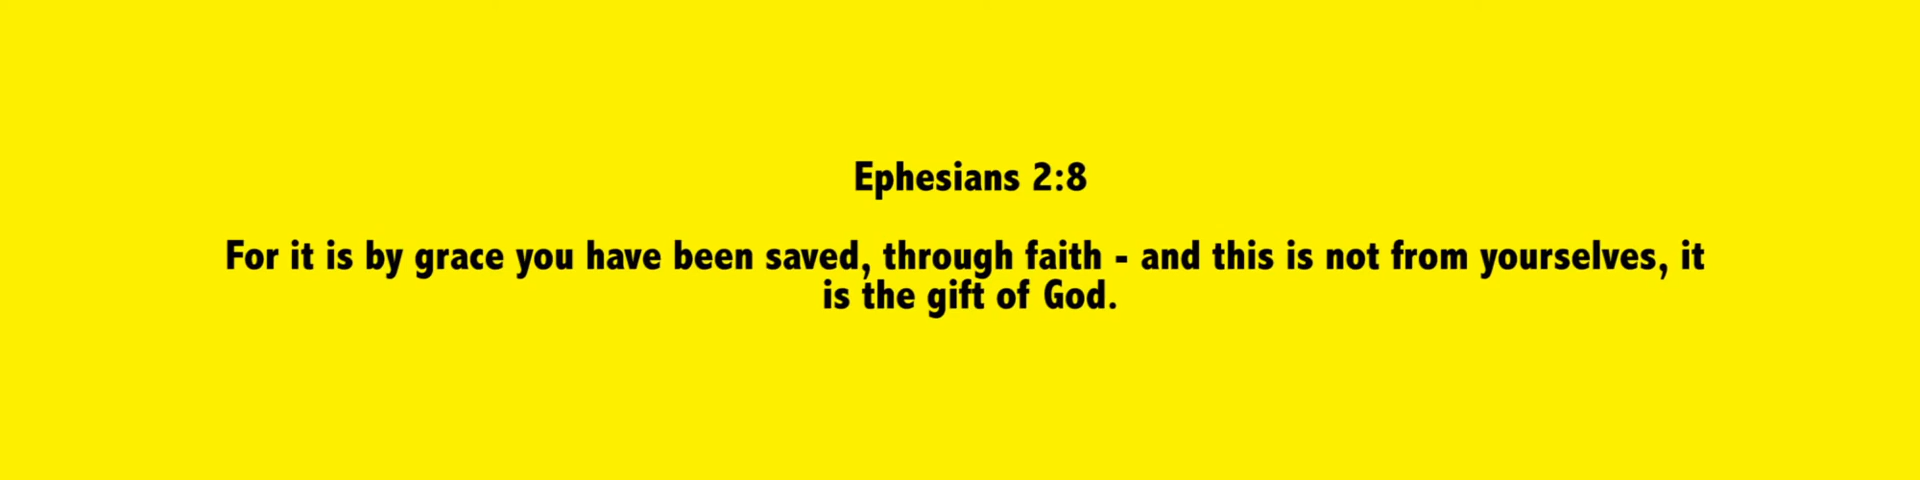 Ephesians 2:8
For it is by grace you have been saved, through faith - and this is not from yourselves, it
is the gift of God.